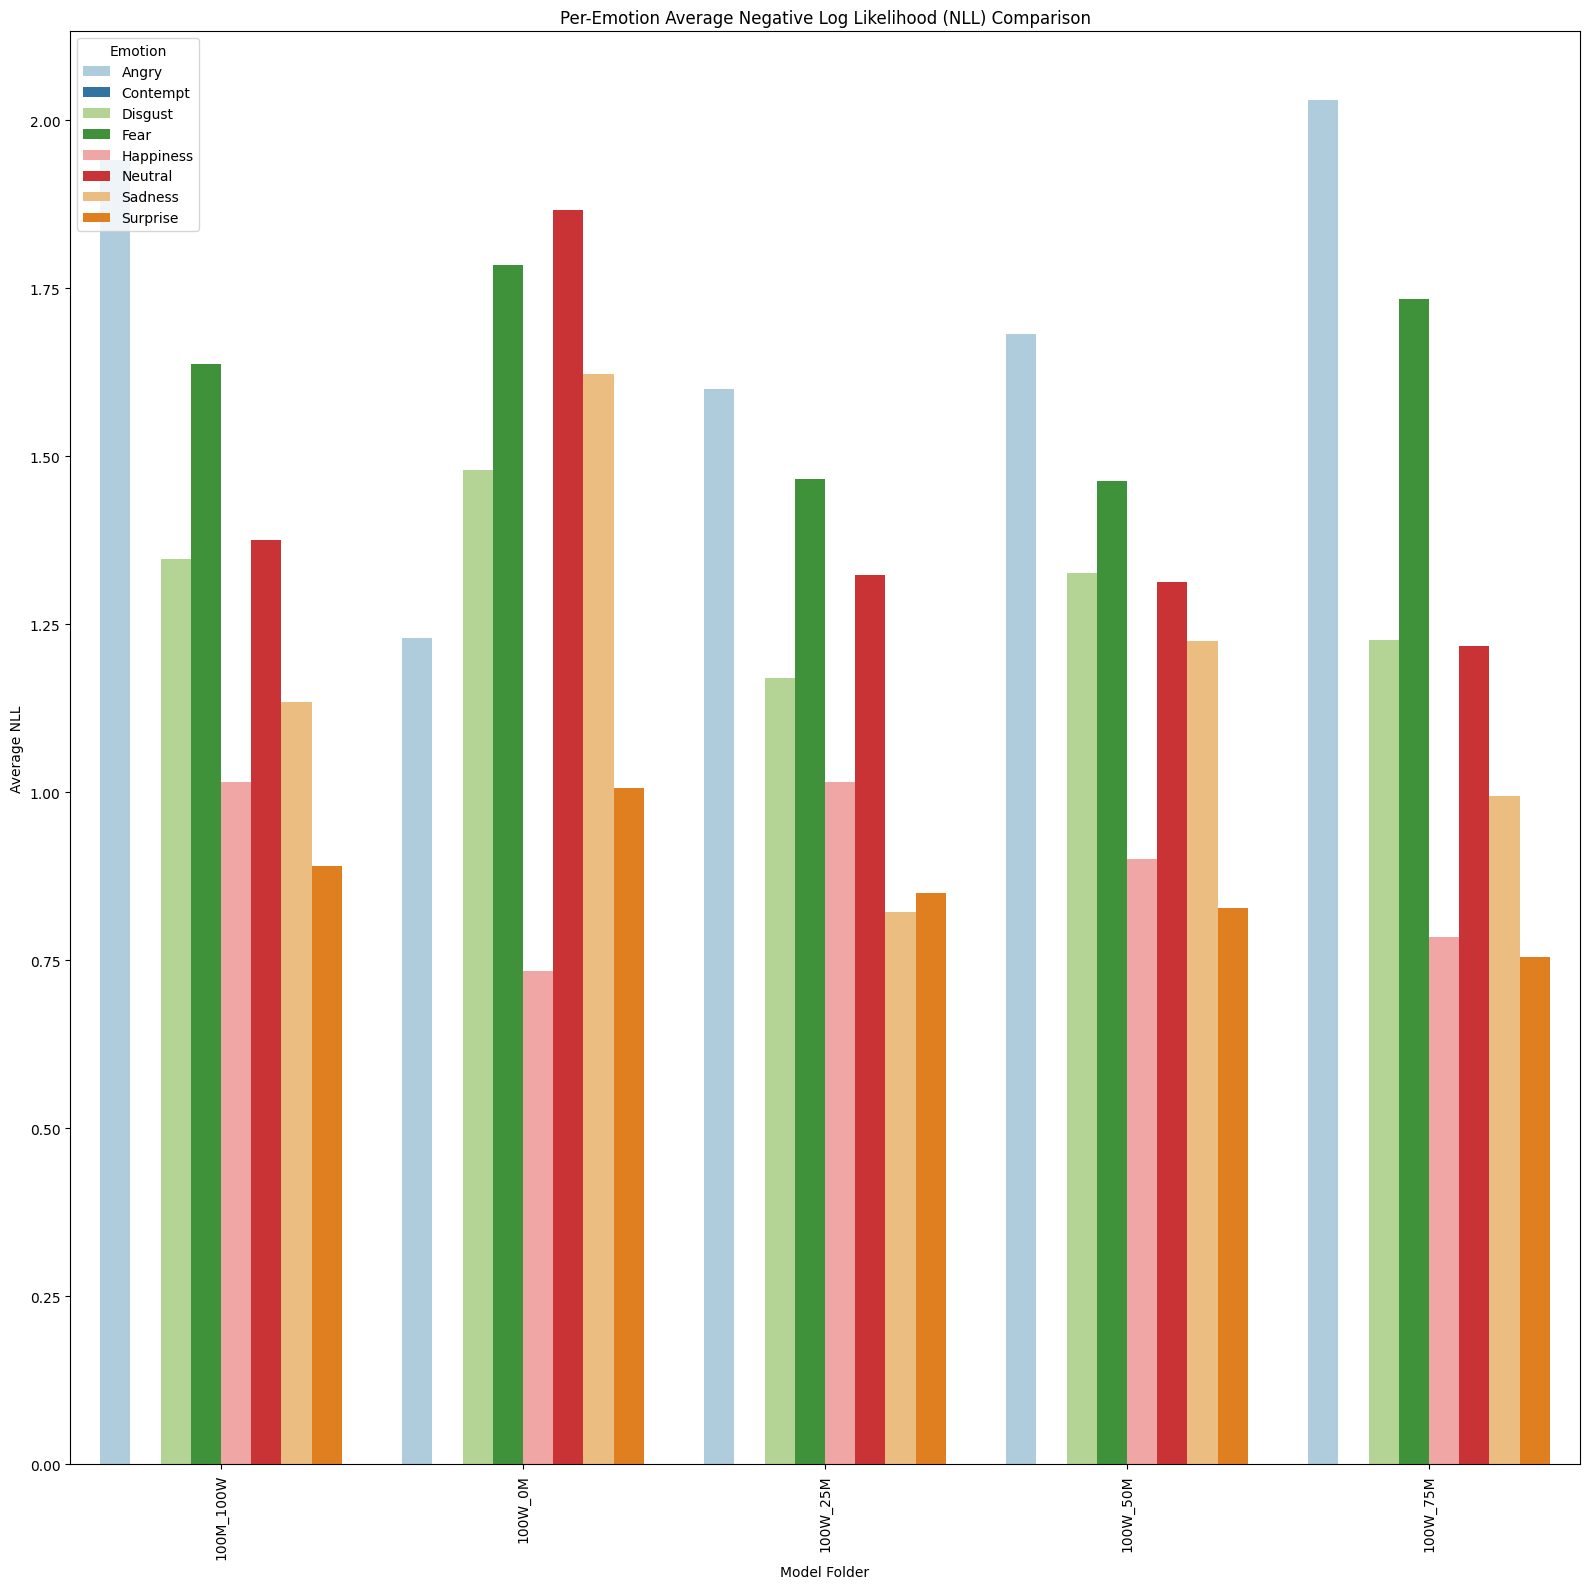 Per-Emotion Average Negative Log Likelihood (NLL) Comparison
Emotion
Angry
Contempt
Disgust
Fear
Happiness
Neutral
Sadness
Surprise
Average NLL
2.00
1.75
1.50
1.25
1.00
0.75
0.50
0.25
0.00
100M_100W
100W_0M
100W_25M
100W_50M
100W_75M
Model Folder